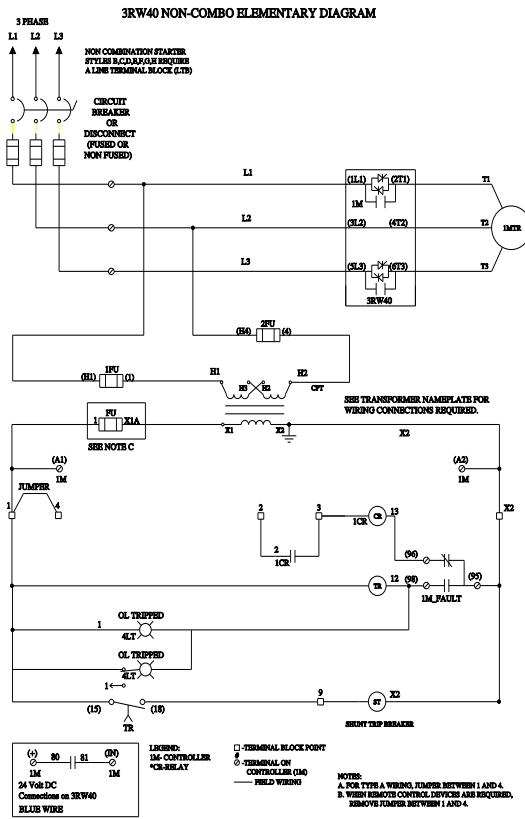 3RW40 NON-COMBO ELEMENTARY DIAGRAM
3 PHASE
L1 L2 L3
NON COMBINATION STARTER
STYLES B,C,D,E,F,G,H REQUIRE
A LINE TERMINAL BLOCK (LTB)
CIRCUIT
BREAKER
OR
DISCONNECT
(FUSED OR
NON FUSED)
L1 (1L1) (2T1) T1
1M
L2 (3L2) (4T2) T2 1MTR
L3 (5L3) (6T3) T3
3RW40
2FU
(H4) (4)
1FU
(H1) (1)
H1 H3 H2 H2
CPT
SEE TRANSFORMER NAMEPLATE FOR
WIRING CONNECTIONS REQUIRED.
FU
1 X1A
SEE NOTE C
X1 X2 X2
(A1) (A2)
1M 1M
JUMPER
1 4 2 3 CR 13 X2
1CR
2
1CR
(96)
TR 12 (98) (95)
1M_FAULT
OL TRIPPED
1
4LT
OL TRIPPED
4LT
1
(15) (18)
TR
9 ST X2
SHUNT TRIP BREAKER
(+) 80 81 (IN)
1M 1M
24 Volt DC
Connections on 3RW40
BLUE WIRE
LEGEND:
1M- CONTROLLER
*CR-RELAY
-TERMINAL BLOCK POINT
#
-TERMINAL ON
CONTROLLER (1M)
FIELD WIRING
NOTES:
A. FOR TYPE A WIRING, JUMPER BETWEEN 1 AND 4.
B. WHEN REMOTE CONTROL DEVICES ARE REQUIRED,
REMOVE JUMPER BETWEEN 1 AND 4.